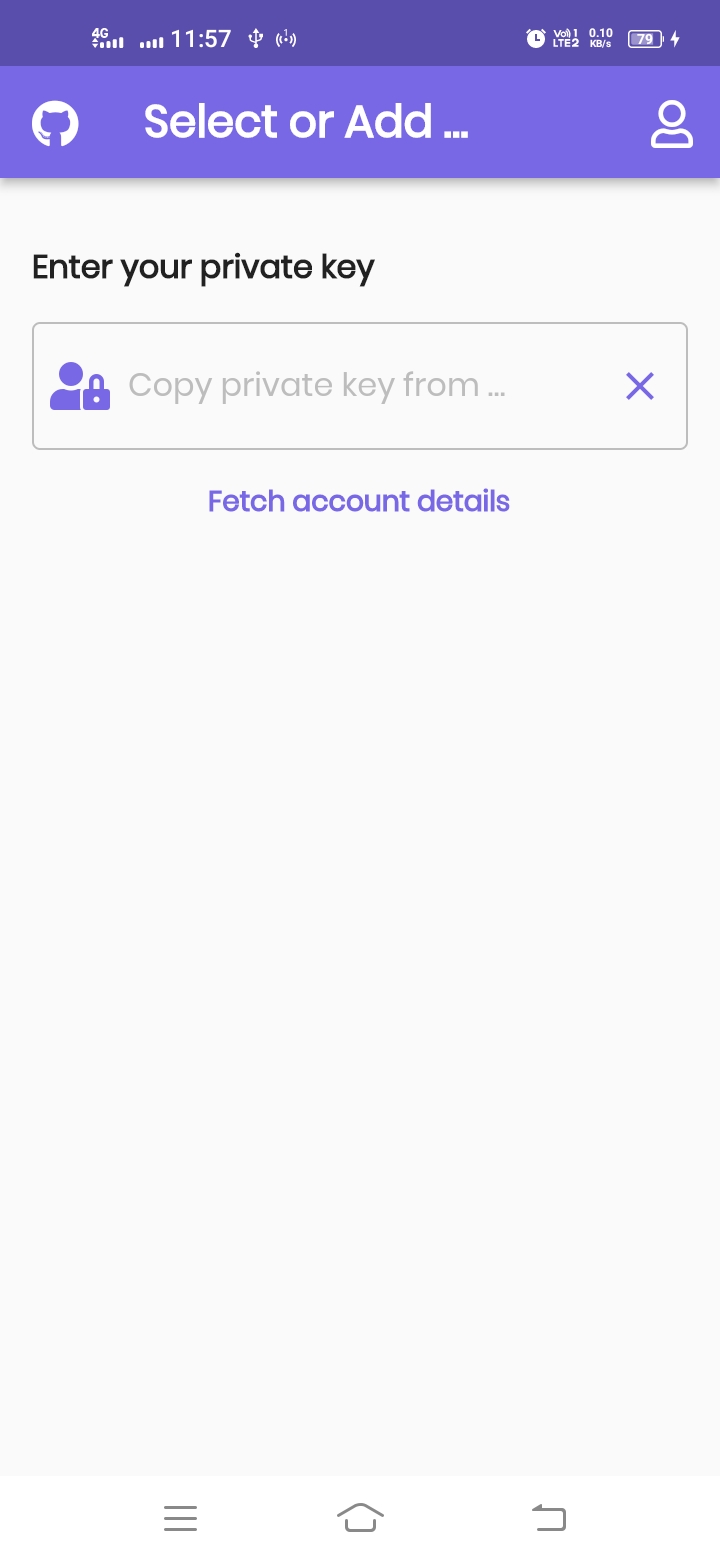 4G 11:57 1 Vo)) 1 LTE2 0.10 KB/s 79
Select or Add ...
Enter your private key
Copy private key from ...
Fetch account details